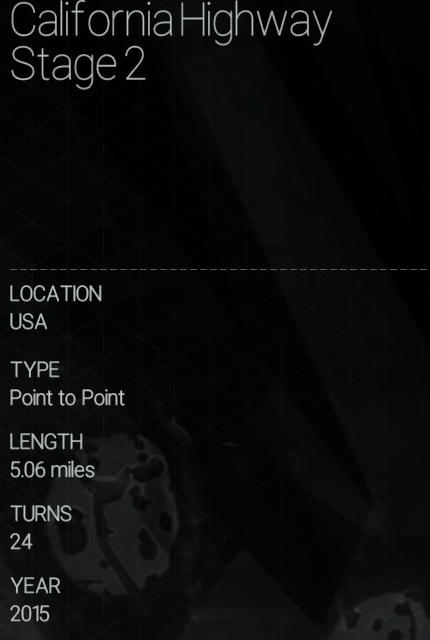 California Highway
Stage 2
LOCATION
USA
TYPE
Point to Point
LENGTH
5.06 miles
TURNS
24
YEAR
2015